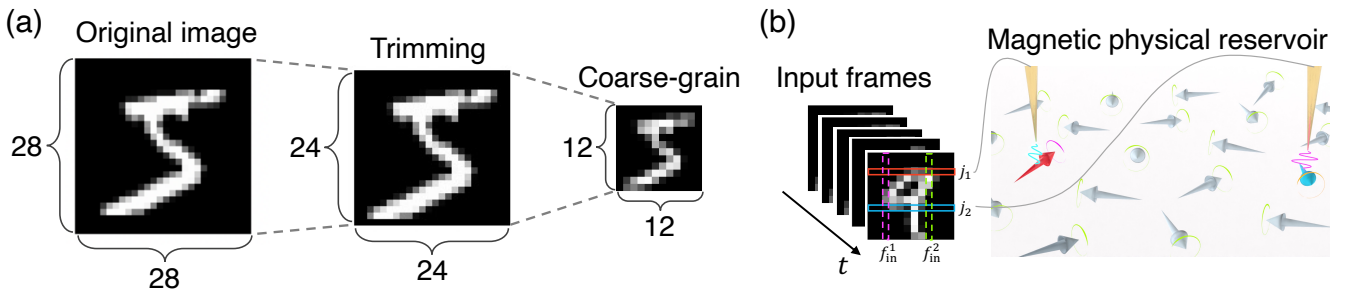 (a)
Original image
28
28
Trimming
24
24
Coarse-grain
12
12
(b)
Input frames
j₁
j₂
t
f¹ᵢₙ
f²ᵢₙ
Magnetic physical reservoir